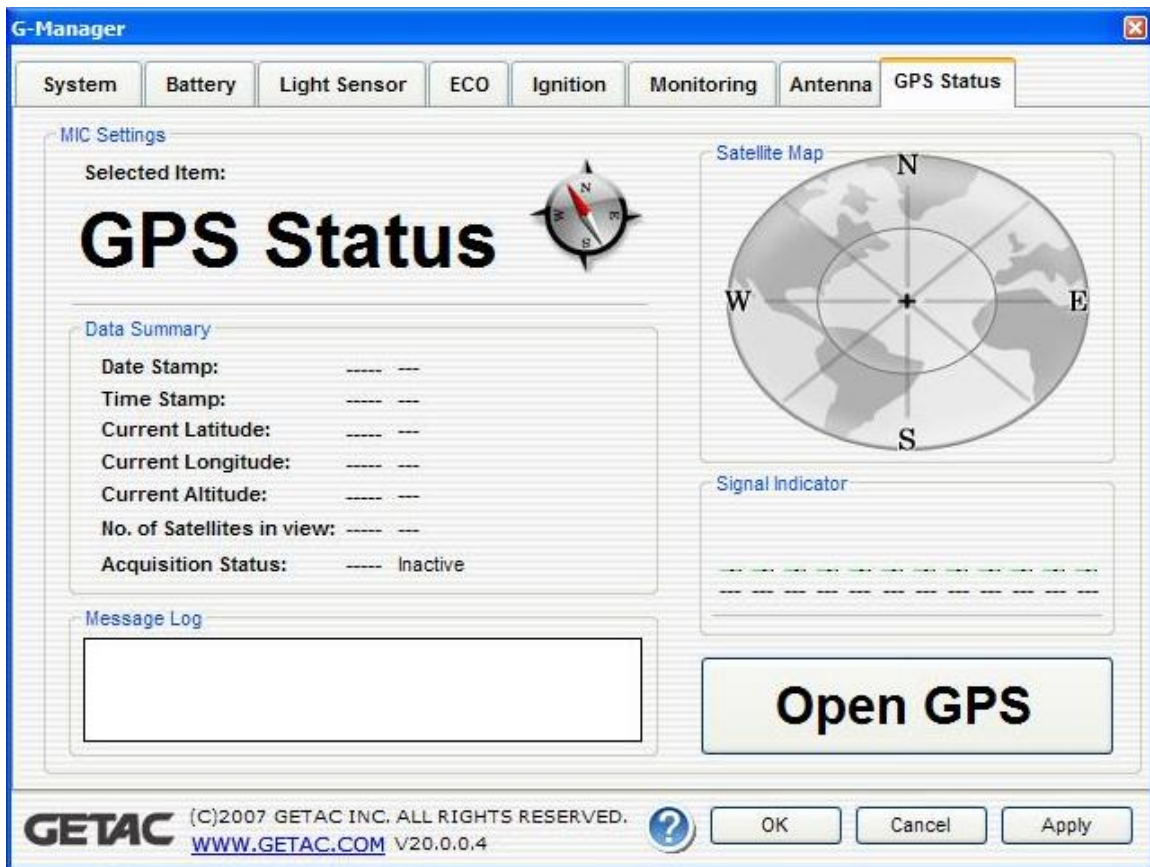 G-Manager
System Battery Light Sensor ECO Ignition Monitoring Antenna GPS Status
MIC Settings
Selected Item:
GPS Status
N
W E
S
Satellite Map
N
W E
S
Data Summary
Date Stamp: ----- ---
Time Stamp: ----- ---
Current Latitude: ----- ---
Current Longitude: ----- ---
Current Altitude: ----- ---
No. of Satellites in view: ----- ---
Acquisition Status: ----- Inactive
Signal Indicator
--- --- --- --- --- --- --- --- --- --- --- ---
--- --- --- --- --- --- --- --- --- --- --- ---
Message Log
Open GPS
GETAC
(C)2007 GETAC INC. ALL RIGHTS RESERVED.
WWW.GETAC.COM V20.0.0.4
?
OK Cancel Apply